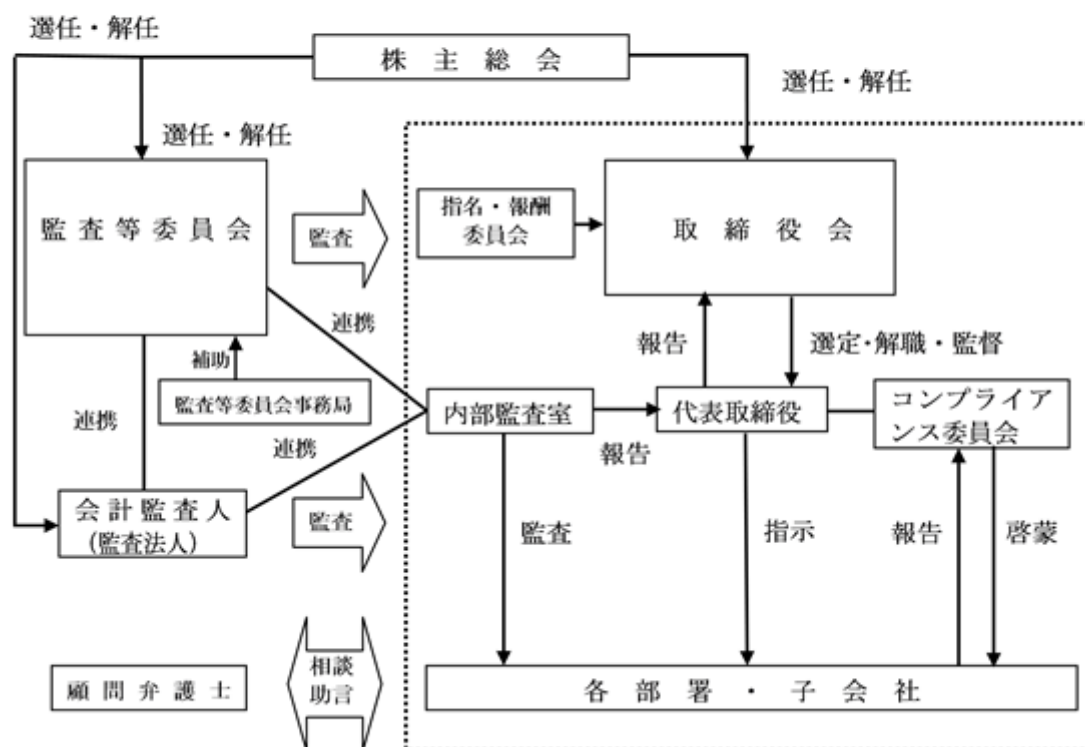 選任・解任
株主総会
選任・解任
選任・解任
監査等委員会
監査
指名・報酬
委員会
取締役会
連携
報告
選定・解職・監督
補助
監査等委員会事務局
連携
連携
内部監査室
報告
代表取締役
コンプライア
ンス委員会
会計監査人
(監査法人)
監査
監査
指示
報告
啓蒙
顧問弁護士
相談
助言
各部署・子会社